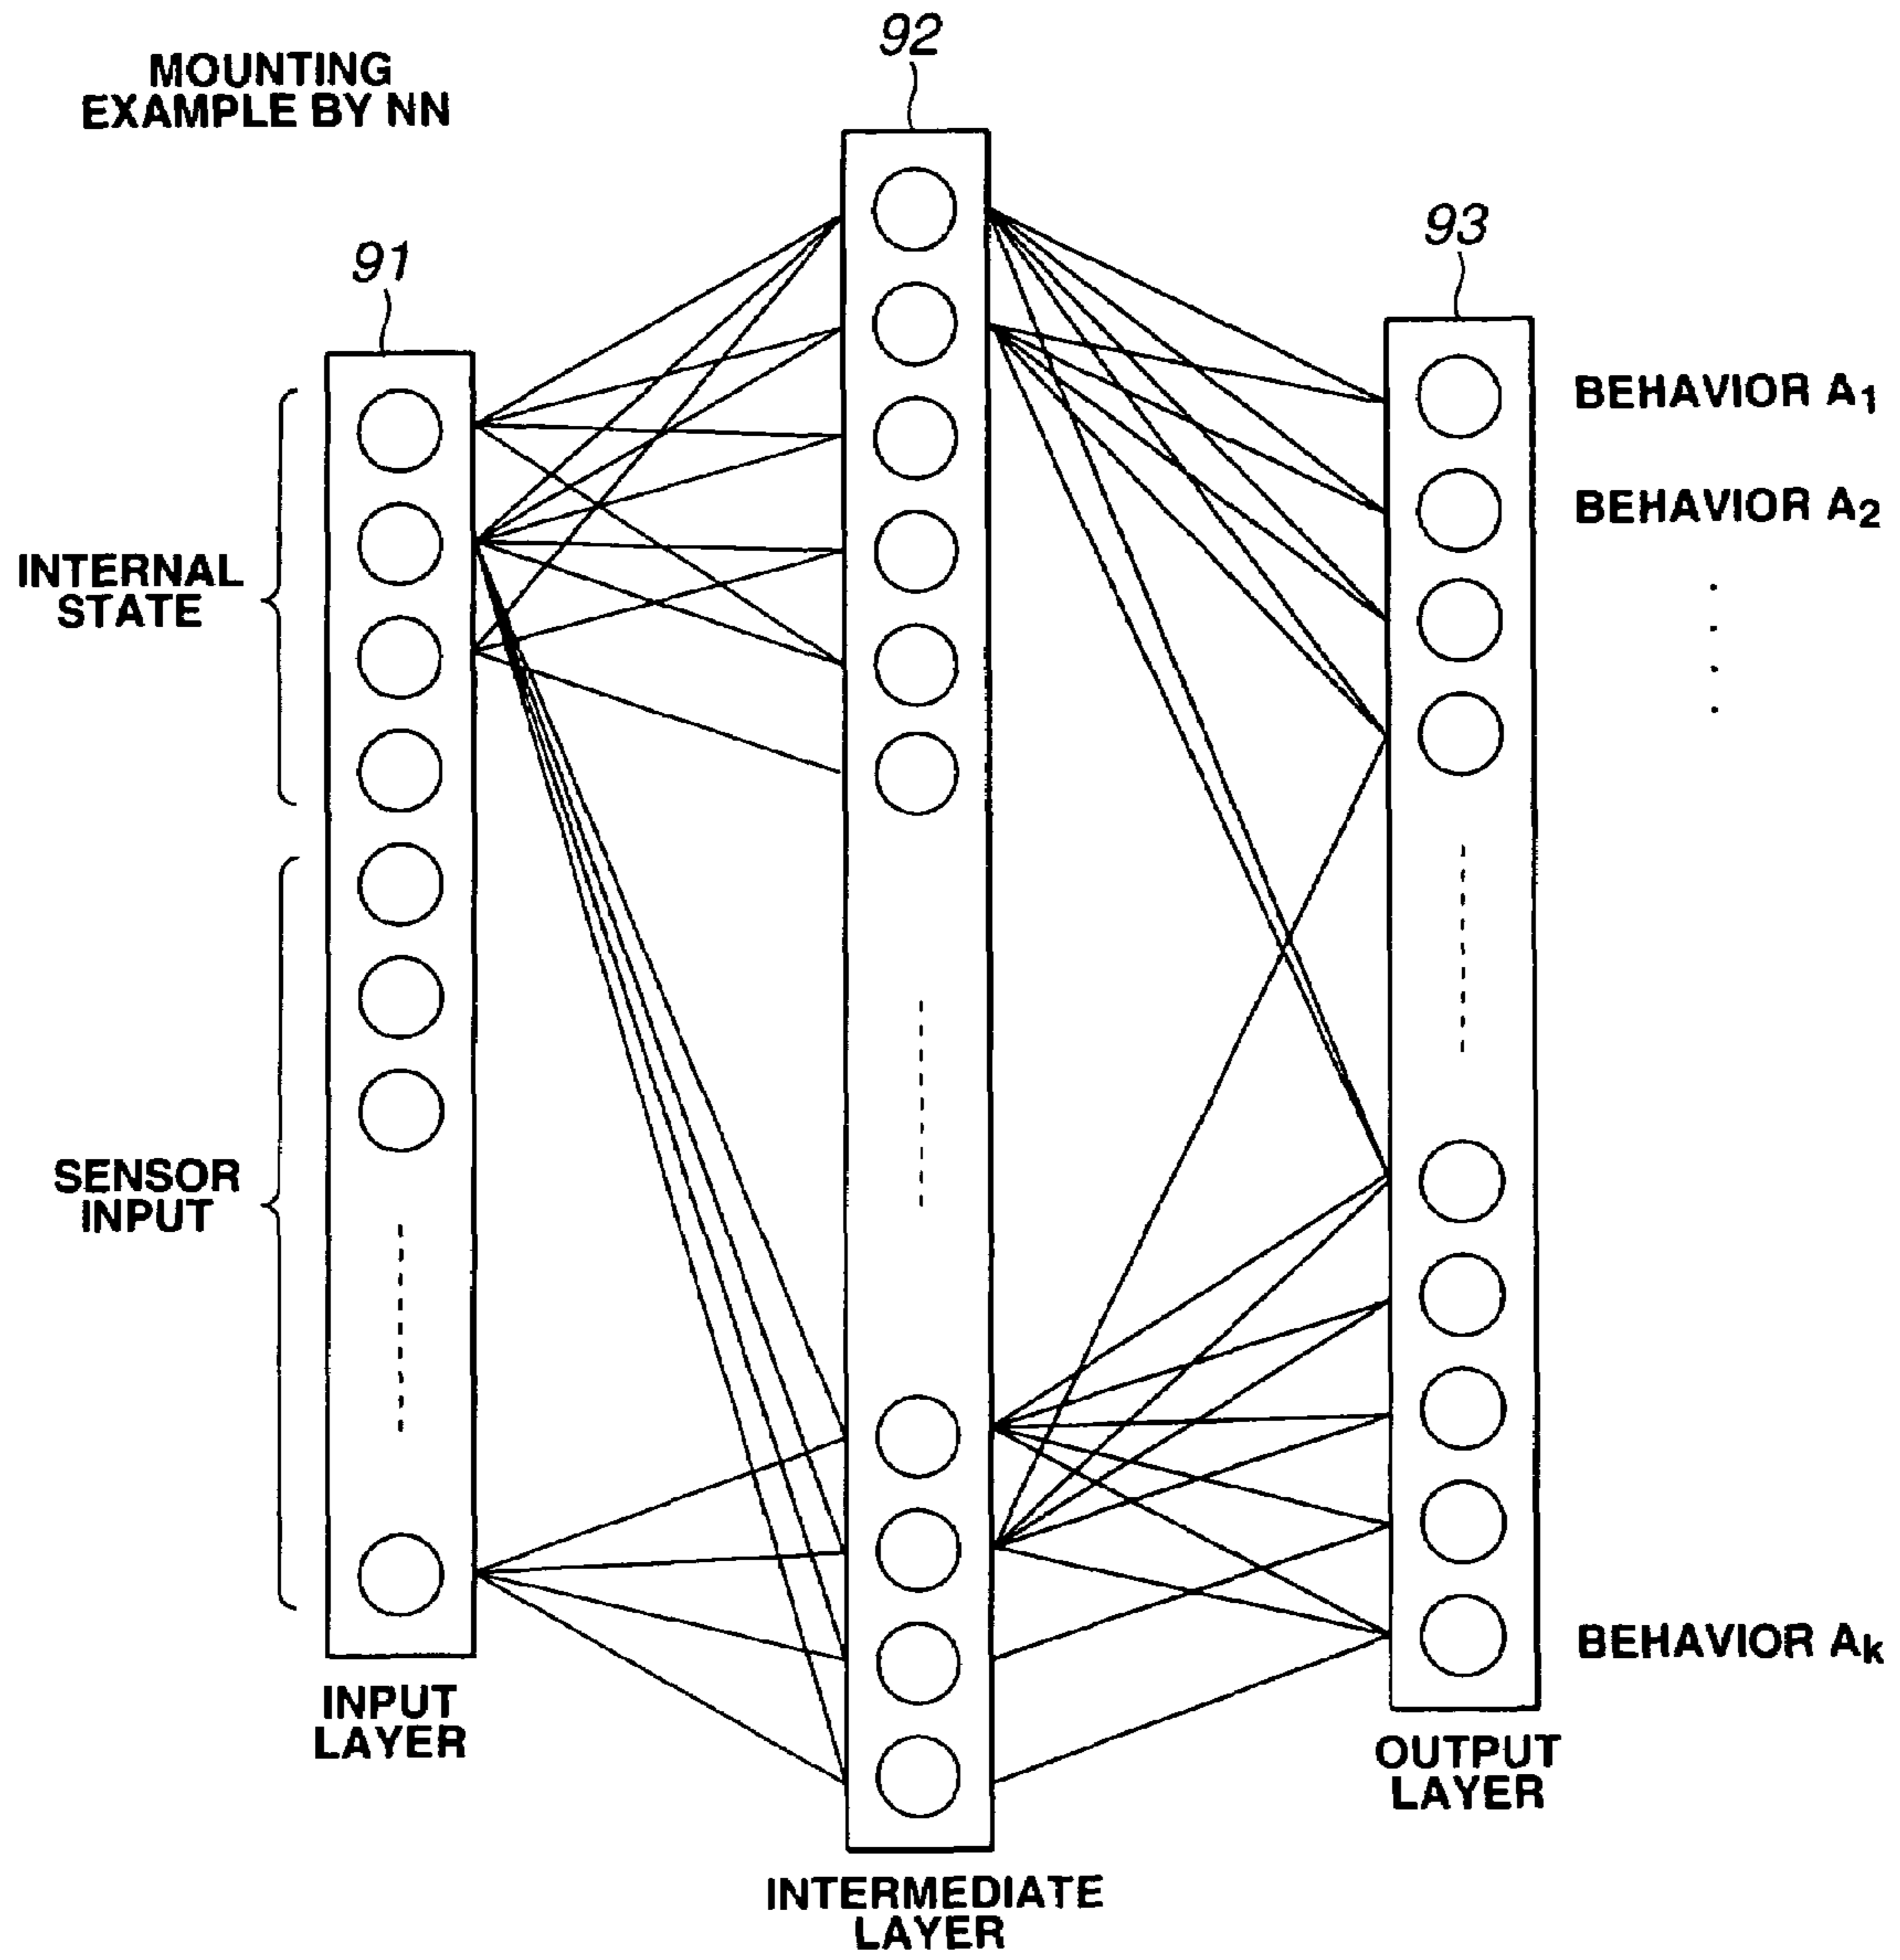 MOUNTING
EXAMPLE BY NN
92
91
93
BEHAVIOR A1
BEHAVIOR A2
INTERNAL
STATE
SENSOR
INPUT
BEHAVIOR Ak
INPUT
LAYER
OUTPUT
LAYER
INTERMEDIATE
LAYER